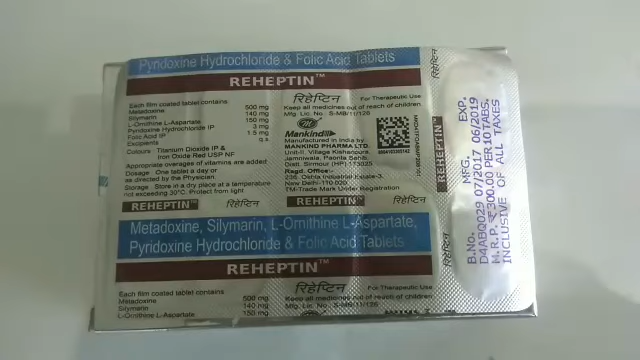 Pyridoxine Hydrochloride & Folic Acid Tablets
REHEPTIN™
रिहेप्टिन
For Therapeutic Use
Each film coated tablet contains
Metadoxine 500 mg
Silymarin 140 mg
L-Ornithine L-Aspartate 150 mg
Pyridoxine Hydrochloride IP 3 mg
Folic Acid IP 1.5 mg
Excipients q.s.
Colours : Titanium Dioxide IP &
Iron Oxide Red USP NF
Appropriate overages of vitamins are added
Dosage : One tablet a day or
as directed by the Physician.
Storage : Store in a dry place at a temperature
not exceeding 30°C. Protect from light
Keep all medicines out of reach of children
Mfg. Lic. No.: S-MB/11/126
Mankind
Manufactured in India by :
MANKIND PHARMA LTD.
Unit-II, Village Kishanpura,
Jamniwala, Paonta Sahib,
Distt. Sirmour (HP) 173025
Regd. Office:-
New Delhi-110 020
TM-Trade Mark Under Registration
REHEPTIN™ रिहेप्टिन REHEPTIN™ रिहेप्टिन
Metadoxine, Silymarin, L-Ornithine L-Aspartate,
Pyridoxine Hydrochloride & Folic Acid Tablets
REHEPTIN™
रिहेप्टिन
For Therapeutic Use
Each film coated tablet contains
Metadoxine 500 mg
Silymarin 140 mg
L-Ornithine L-Aspartate 150 mg
Keep all medicines out of reach of children
Mfg. Lic. No.: S-MB/11/126
रिहेप्टिन
रिहेप्टिन
B.No. MFG. EXP.
D4ABQ029 07/2017 06/2019
M.R.P. ₹300.00 PER 10 TABS.
INCLUSIVE OF ALL TAXES